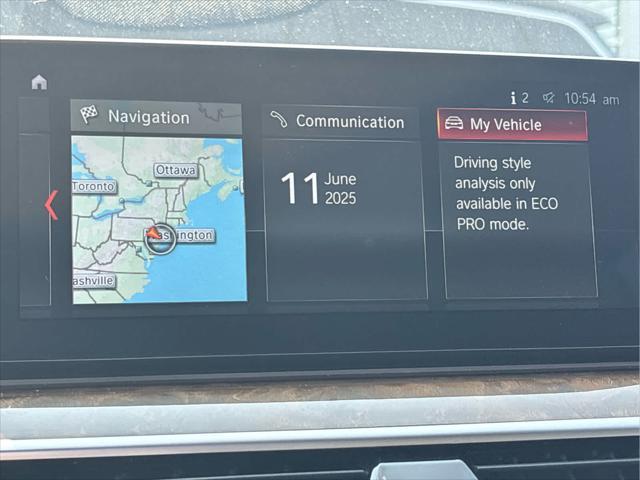 2 10:54 am
Navigation
Communication
My Vehicle
Ottawa
Toronto
Washington
ashville
11 June
2025
Driving style
analysis only
available in ECO
PRO mode.